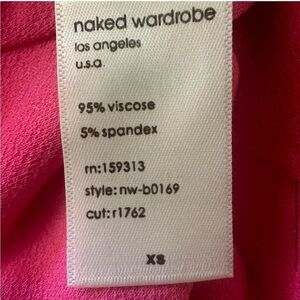 naked wardrobe
los angeles
u.s.a.
95% viscose
5% spandex
rn:159313
style: nw-b0169
cut: r1762
xs